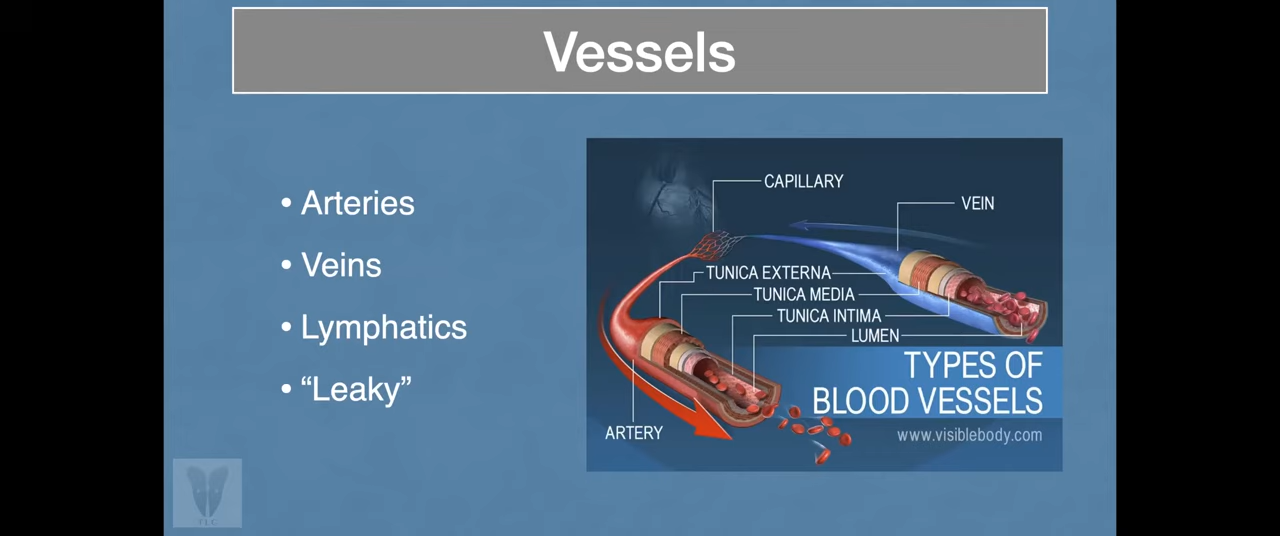 Vessels
• Arteries
• Veins
• Lymphatics
• “Leaky”
CAPILLARY
VEIN
TUNICA EXTERNA
TUNICA MEDIA
TUNICA INTIMA
LUMEN
ARTERY
TYPES OF
BLOOD VESSELS
www.visiblebody.com
TLC